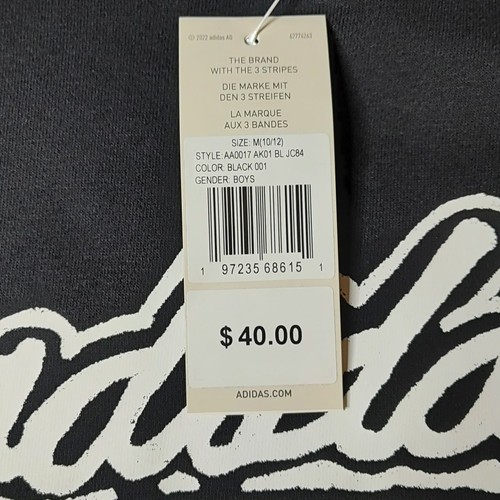 © 2022 adidas AG 62774263
THE BRAND
WITH THE 3 STRIPES
DIE MARKE MIT
DEN 3 STREIFEN
LA MARQUE
AUX 3 BANDES
SIZE: M(10/12)
STYLE: AA0017 AK01 BL JC84
COLOR: BLACK 001
GENDER: BOYS
1 97235 68615 1
$40.00
ADIDAS.COM
adidas